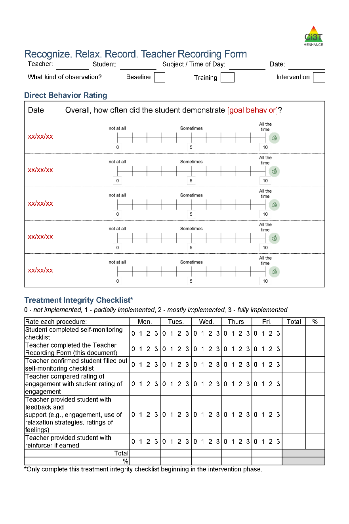 CIGT
ENHANCE
Recognize, Relax, Record, Teacher Recording Form
Teacher: Student: Subject / Time of Day: Date:
What kind of observation? Baseline Training Intervention
Direct Behavior Rating
Date Overall, how often did the student demonstrate [goal behavior]?
xx/xx/xx not at all Sometimes All the time
0 5 10
xx/xx/xx not at all Sometimes All the time
0 5 10
xx/xx/xx not at all Sometimes All the time
0 5 10
xx/xx/xx not at all Sometimes All the time
0 5 10
xx/xx/xx not at all Sometimes All the time
0 5 10
Treatment Integrity Checklist*
0 - not implemented; 1 - partially implemented; 2 - mostly implemented; 3 - fully implemented
Rate each procedure Mon. Tues. Wed. Thurs Fri. Total %
Student completed self-monitoring
checklist 0 1 2 3 0 1 2 3 0 1 2 3 0 1 2 3 0 1 2 3
Teacher completed the Teacher
Recording Form (this document) 0 1 2 3 0 1 2 3 0 1 2 3 0 1 2 3 0 1 2 3
Teacher confirmed student filled out
self-monitoring checklist 0 1 2 3 0 1 2 3 0 1 2 3 0 1 2 3 0 1 2 3
Teacher compared rating of
engagement with student rating of
engagement 0 1 2 3 0 1 2 3 0 1 2 3 0 1 2 3 0 1 2 3
Teacher provided student with
feedback and
support (e.g., engagement, use of
relaxation strategies, ratings of
feelings) 0 1 2 3 0 1 2 3 0 1 2 3 0 1 2 3 0 1 2 3
Teacher provided student with
reinforcer if earned 0 1 2 3 0 1 2 3 0 1 2 3 0 1 2 3 0 1 2 3
Total
%
*Only complete this treatment integrity checklist beginning in the intervention phase.